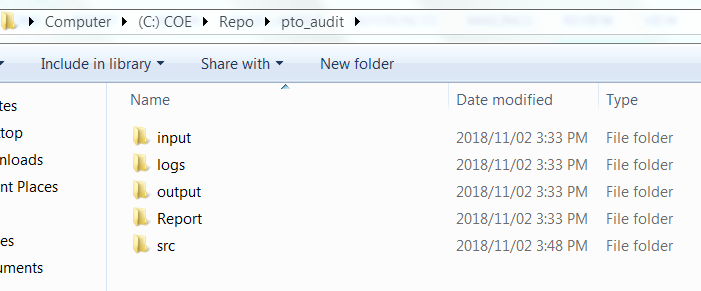 Computer (C:) COE Repo pto_audit
Include in library Share with New folder
Name Date modified Type
input 2018/11/02 3:33 PM File folder
logs 2018/11/02 3:33 PM File folder
output 2018/11/02 3:33 PM File folder
Report 2018/11/02 3:33 PM File folder
src 2018/11/02 3:48 PM File folder
tes
top
nloads
nt Places
es
uments